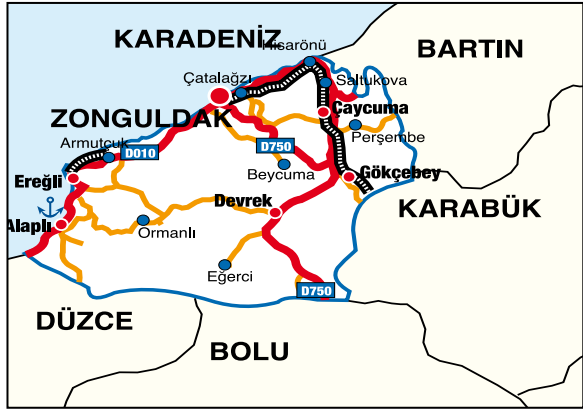 KARADENİZ
Hisarönü
BARTIN
Çatalağzı
Saltukova
ZONGULDAK
Çaycuma
Armutçuk
D010
D750
Perşembe
Ereğli
Beycuma
Gökçebey
Alaplı
Devrek
KARABÜK
Ormanlı
Eğerci
D750
DÜZCE
BOLU